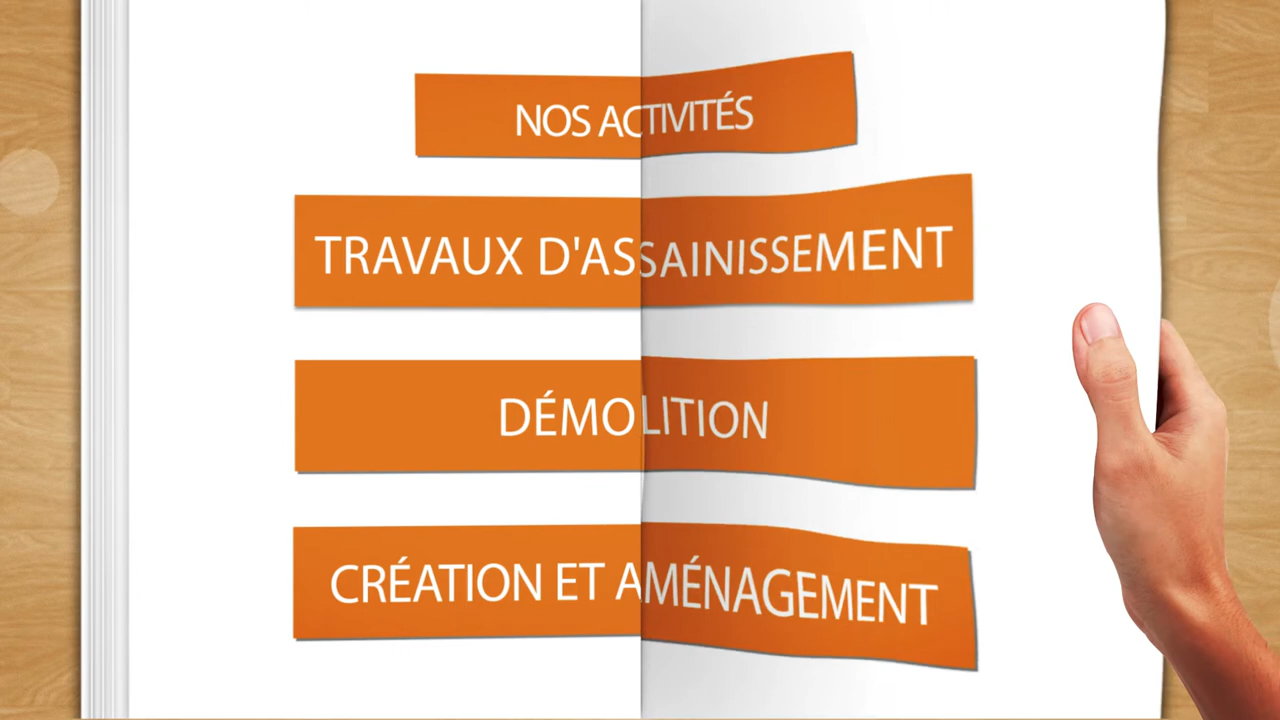 NOS ACTIVITÉS
TRAVAUX D'ASSAINISSEMENT
DÉMOLITION
CRÉATION ET AMÉNAGEMENT